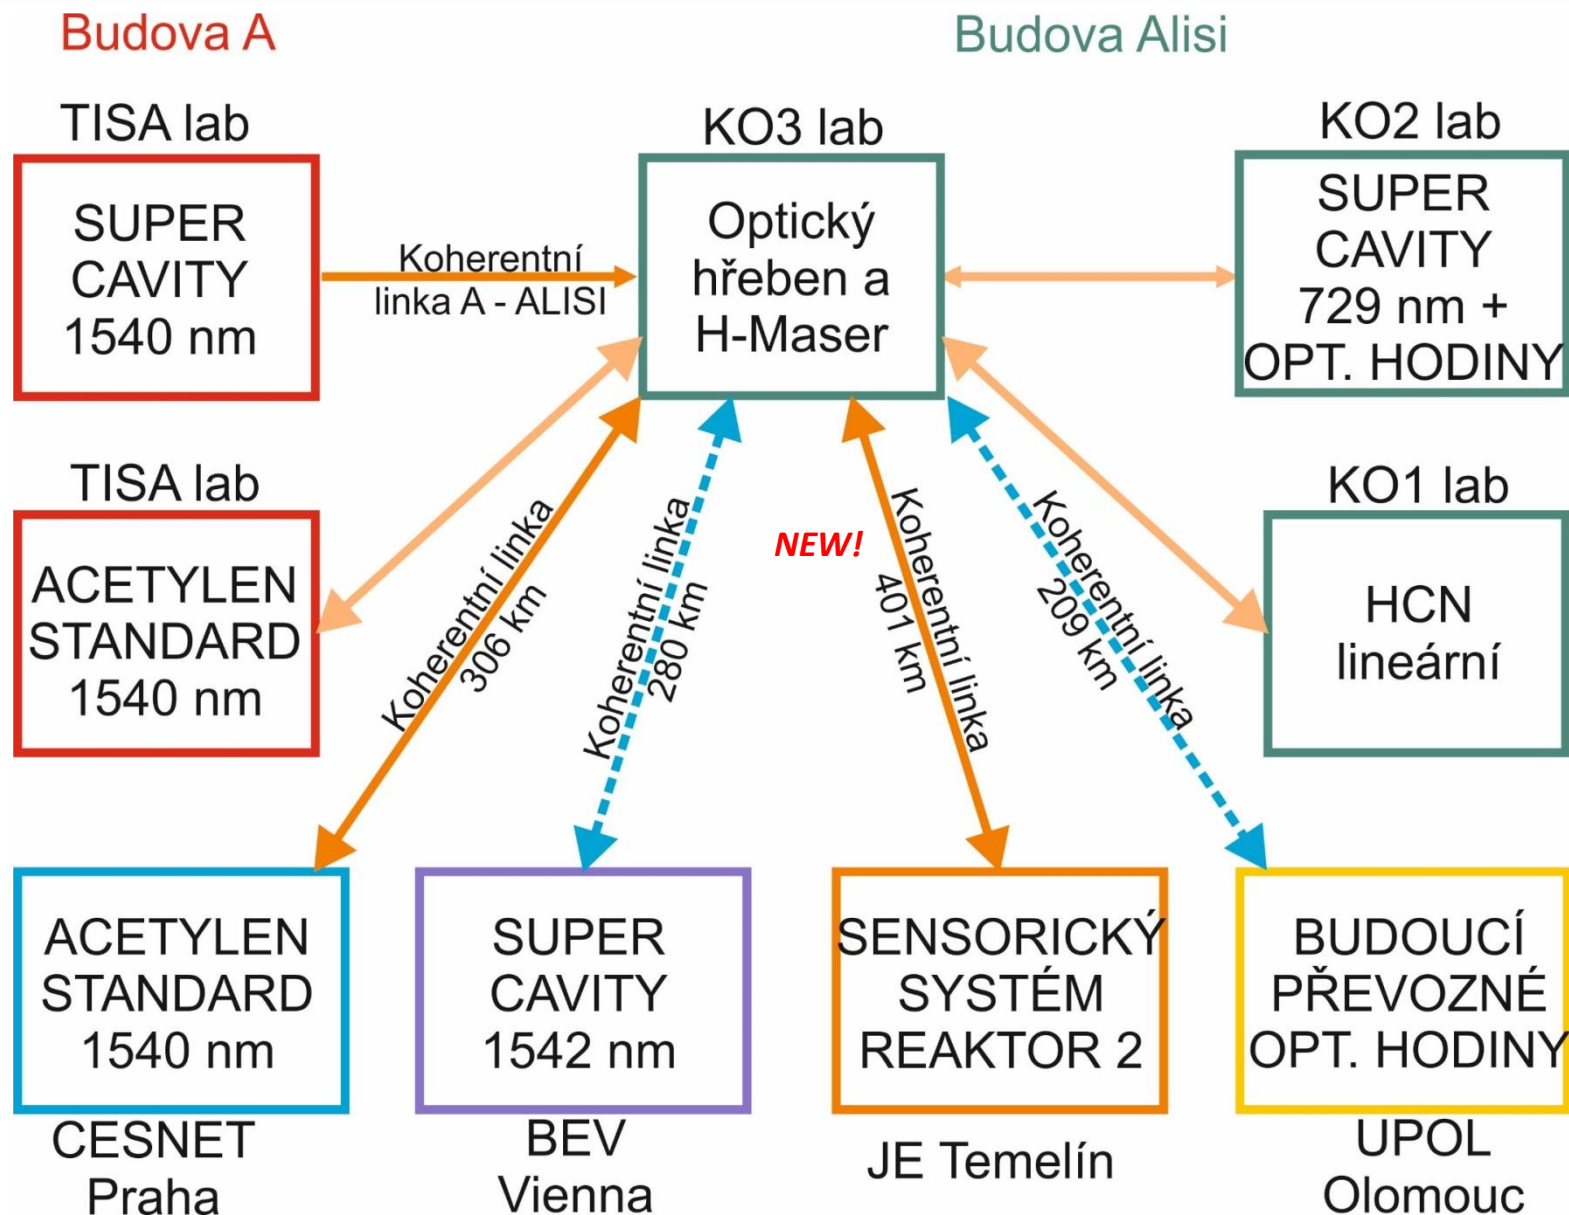 Budova A
Budova Alisi
TISA lab
SUPER
CAVITY
1540 nm
Koherentní
linka A - ALISI
KO3 lab
Optický
hřeben a
H-Maser
KO2 lab
SUPER
CAVITY
729 nm +
OPT. HODINY
TISA lab
ACETYLEN
STANDARD
1540 nm
Koherentní linka
306 km
Koherentní linka
280 km
NEW!
Koherentní linka
401 km
Koherentní linka
209 km
KO1 lab
HCN
lineární
ACETYLEN
STANDARD
1540 nm
CESNET
Praha
SUPER
CAVITY
1542 nm
BEV
Vienna
SENSORICKÝ
SYSTÉM
REAKTOR 2
JE Temelín
BUDOUCÍ
PŘEVOZNÉ
OPT. HODINY
UPOL
Olomouc